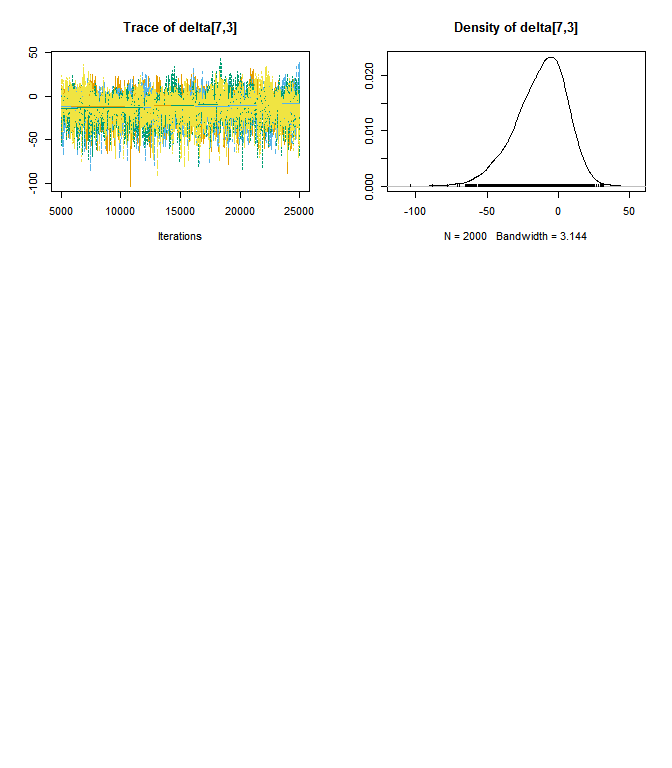 Trace of delta[7,3]
50
0
-50
-100
5000 10000 15000 20000 25000
Iterations
Density of delta[7,3]
0.020
0.010
0.000
-100 -50 0 50
N = 2000 Bandwidth = 3.144